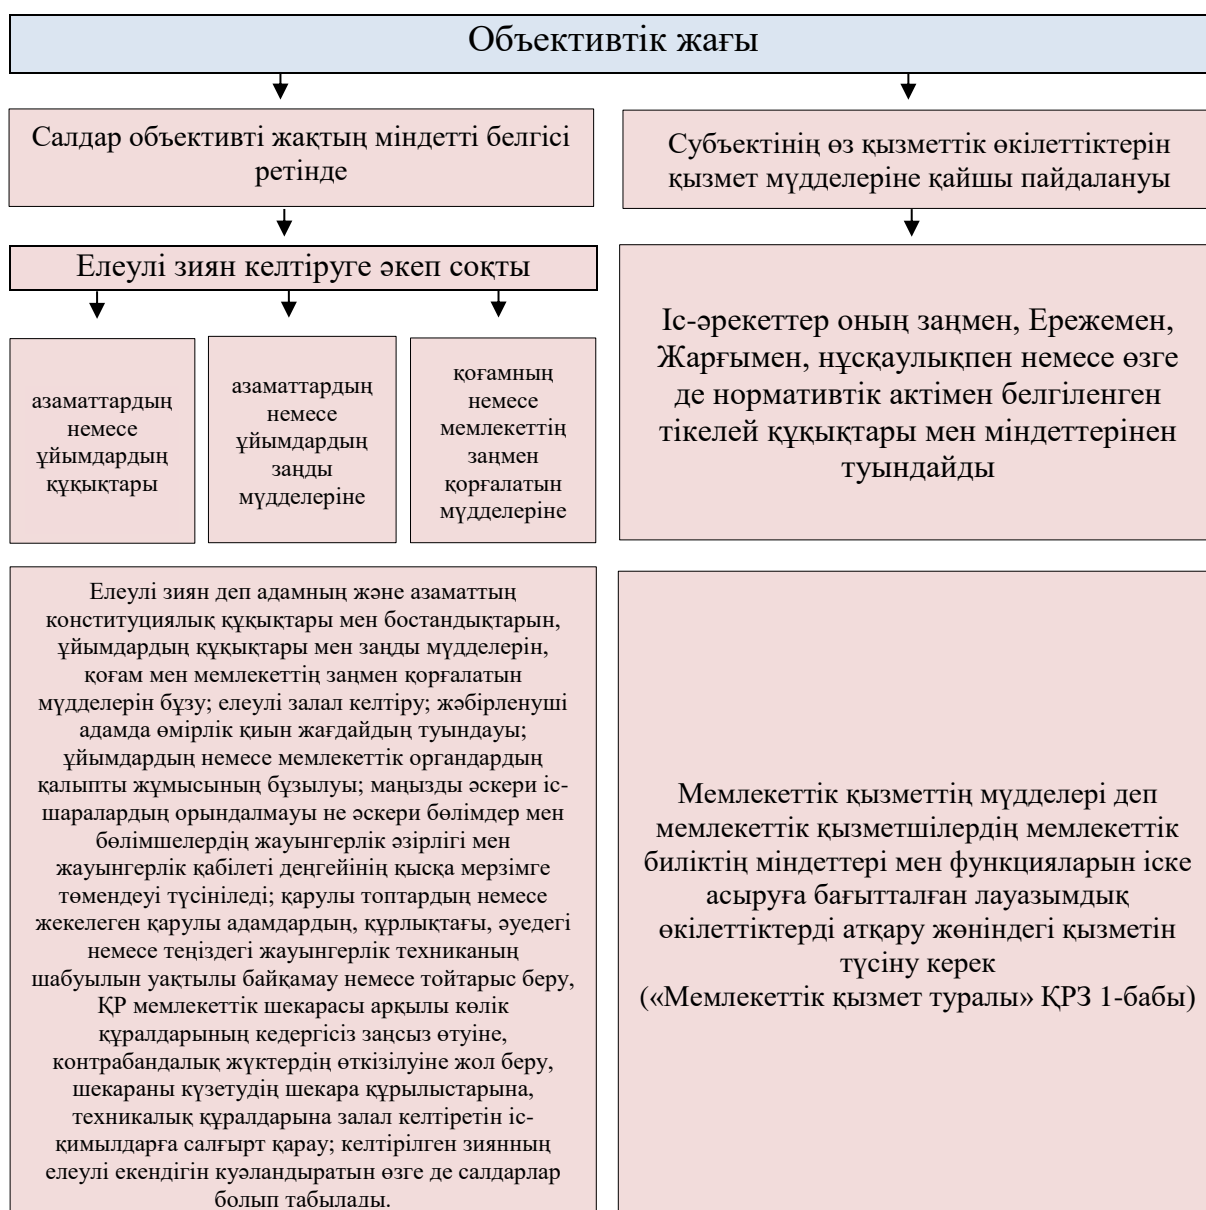 Объективтік жағы
Салдар объективті жақтың міндетті белгісі
ретінде
Субъектінің өз қызметтік өкілеттіктерін
қызмет мүдделеріне қайшы пайдалануы
Елеулі зиян келтіруге әкеп соқты
азаматтардың
немесе
ұйымдардың
құқықтары
азаматтардың
немесе
ұйымдардың
заңды
мүдделеріне
қоғамның
немесе
мемлекеттің
заңмен
қорғалатын
мүдделеріне
Іс-әрекеттер оның заңмен, Ережемен,
Жарғымен, нұсқаулықпен немесе өзге
де нормативтік актімен белгіленген
тікелей құқықтары мен міндеттерінен
туындайды
Елеулі зиян деп адамның және азаматтың
конституциялық құқықтары мен бостандықтарын,
ұйымдардың құқықтары мен заңды мүдделерін,
қоғам мен мемлекеттің заңмен қорғалатын
мүдделерін бұзу; елеулі залал келтіру; жәбірленуші
адамда өмірлік қиын жағдайдың туындауы;
ұйымдардың немесе мемлекеттік органдардың
қалыпты жұмысының бұзылуы; маңызды әскери іс-
шаралардың орындалмауы не әскери бөлімдер мен
бөлімшелердің жауынгерлік әзірлігі мен
жауынгерлік қабілеті деңгейінің қысқа мерзімге
төмендеуі түсініледі; қарулы топтардың немесе
жекелеген қарулы адамдардың, құрлықтағы, әуедегі
немесе теңіздегі жауынгерлік техниканың
шабуылын уақтылы байқамау немесе тойтарыс беру,
ҚР мемлекеттік шекарасы арқылы көлік
құралдарының кедергісіз заңсыз өтуіне,
контрабандалық жүктердің өткізілуіне жол беру,
шекараны күзетудің шекара құрылыстарына,
техникалық құралдарына залал келтіретін іс-
қимылдарға салғырт қарау; келтірілген зиянның
елеулі екендігін куәландыратын өзге де салдарлар
болып табылады.
Мемлекеттік қызметтің мүдделері деп
мемлекеттік қызметшілердің мемлекеттік
биліктің міндеттері мен функцияларын іске
асыруға бағытталған лауазымдық
өкілеттіктерді атқару жөніндегі қызметін
түсіну керек
(«Мемлекеттік қызмет туралы» ҚРЗ 1-бабы)